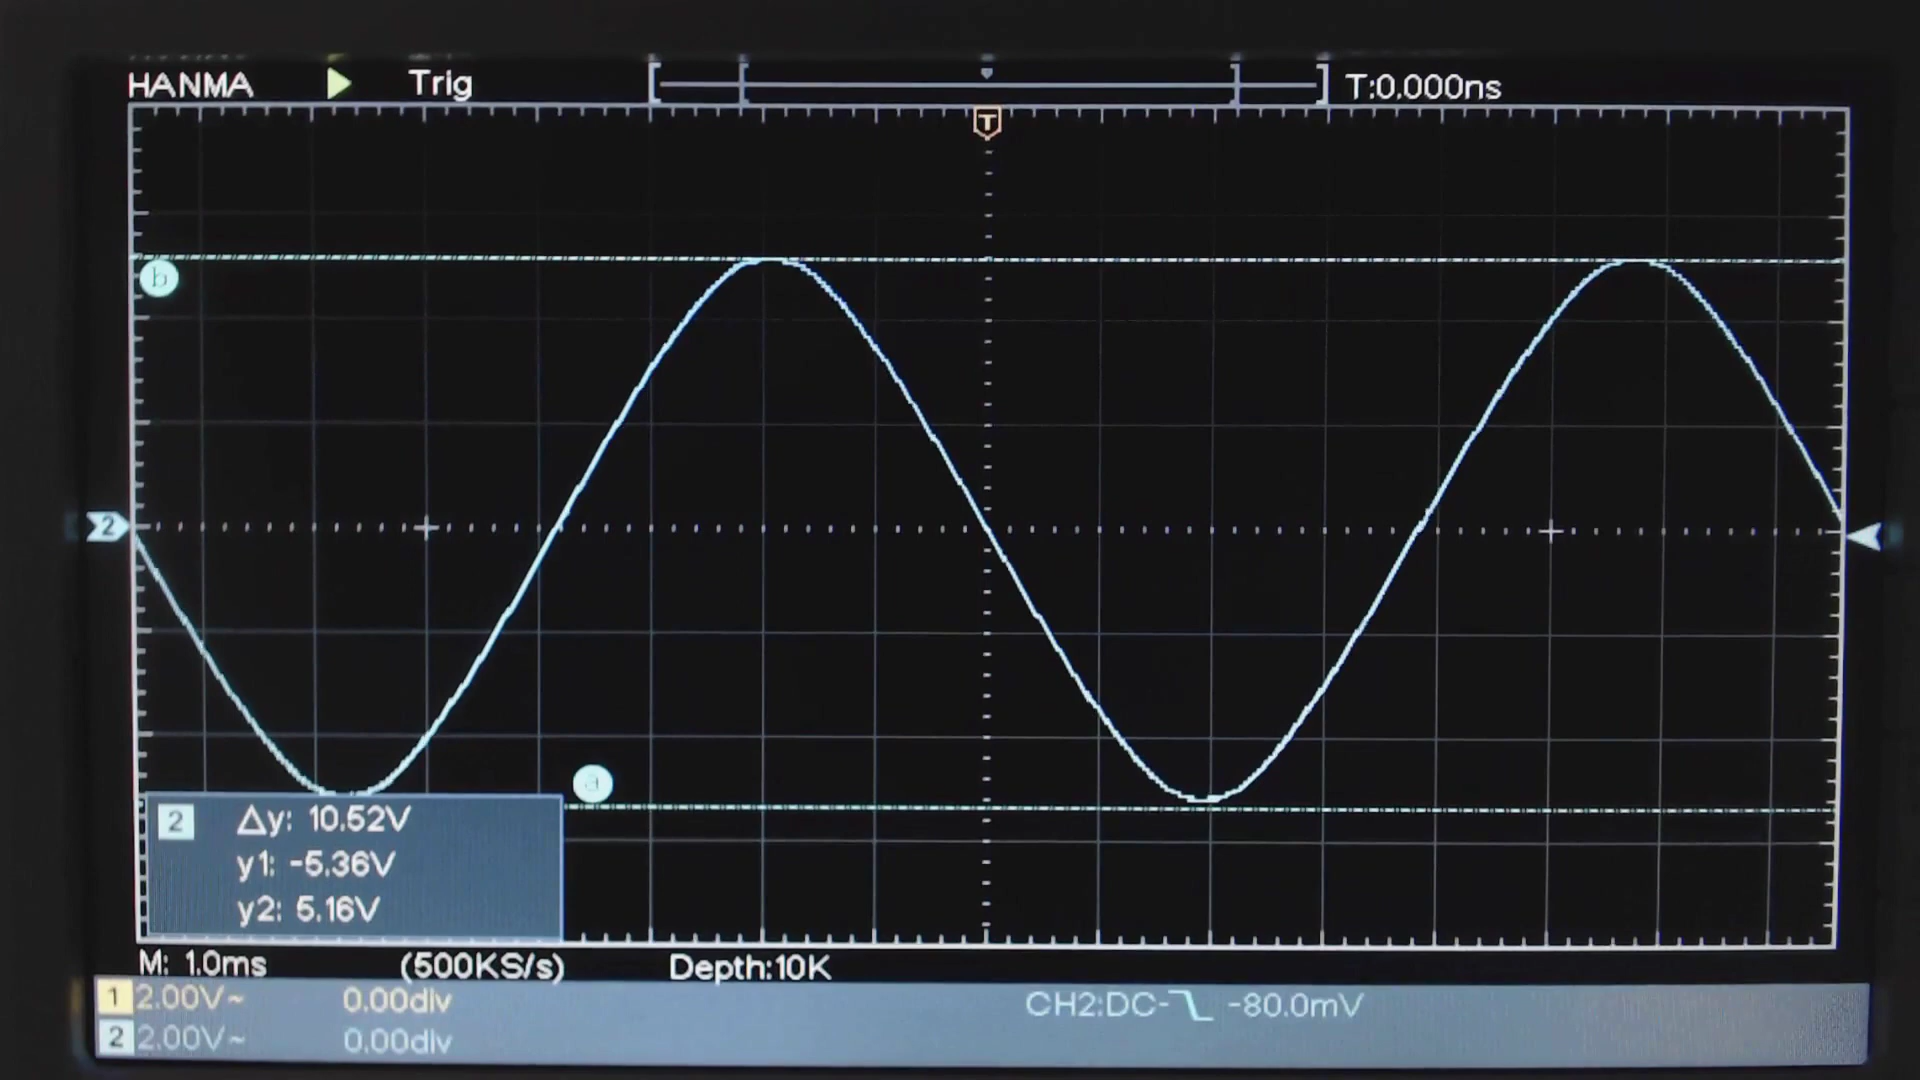 HANMA Trig T:0.000ns
T
b
2
a
2 Δy: 10.52V
y1: -5.36V
y2: 5.16V
M: 1.0ms (500KS/s) Depth:10K
1 2.00V~ 0.00div CH2:DC- -80.0mV
2 2.00V~ 0.00div